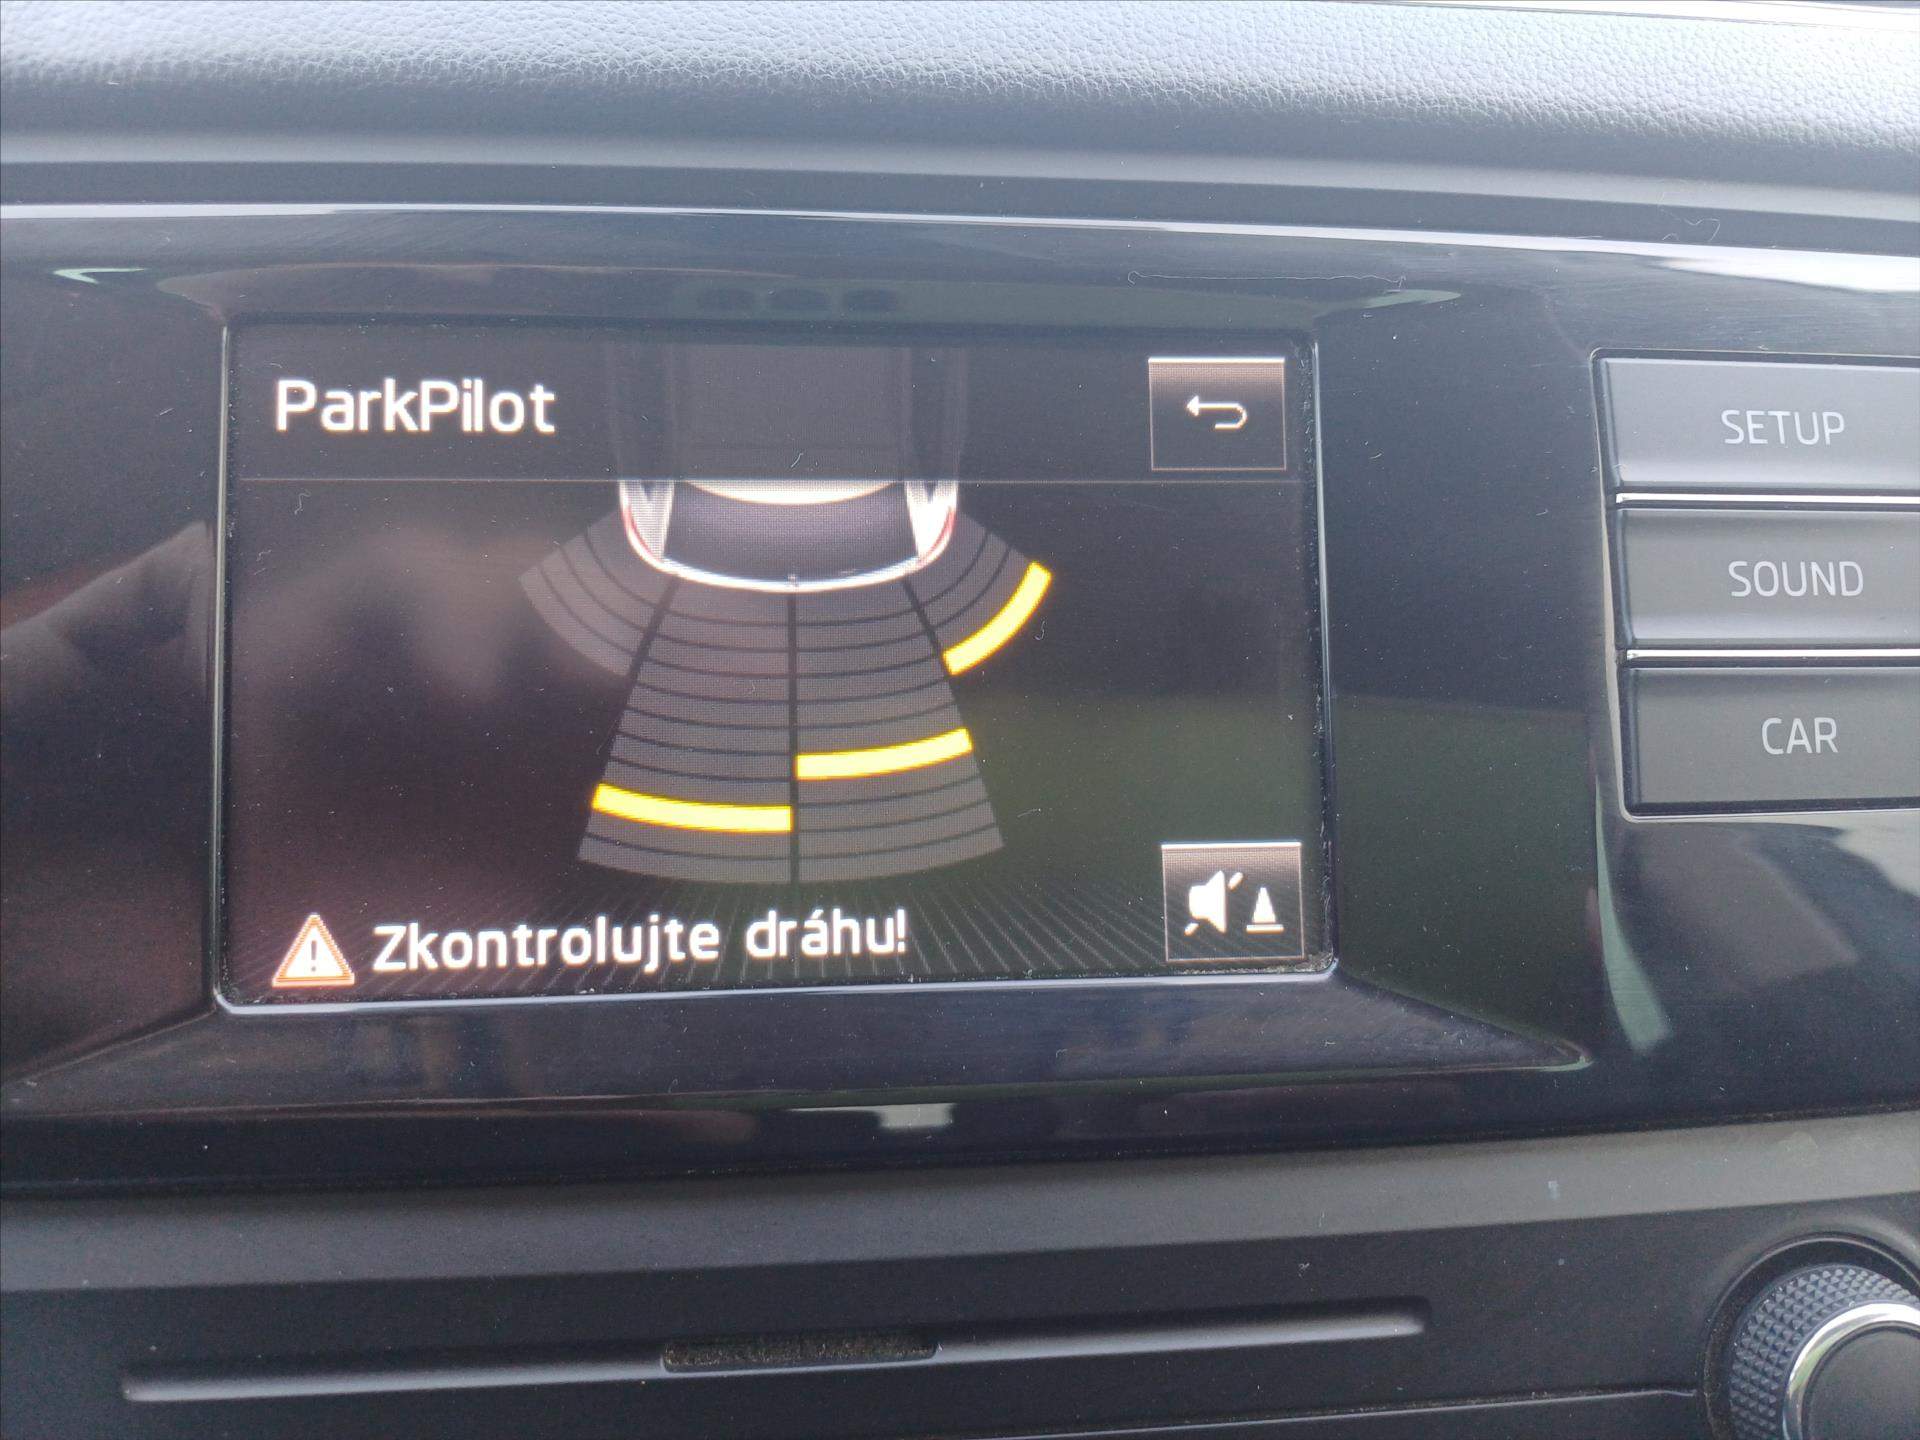 ParkPilot
SETUP
SOUND
CAR
Zkontrolujte dráhu!